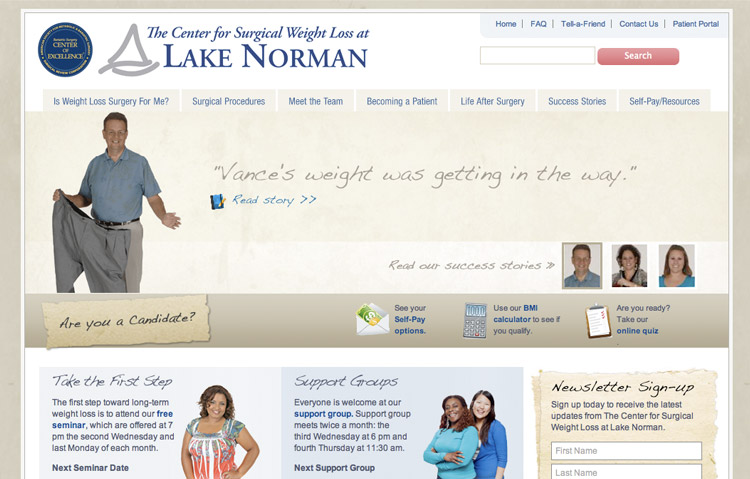 Home | FAQ | Tell-a-Friend | Contact Us | Patient Portal
CENTER
OF
EXCELLENCE
The Center for Surgical Weight Loss at
LAKE NORMAN
Search
Is Weight Loss Surgery For Me?
Surgical Procedures
Meet the Team
Becoming a Patient
Life After Surgery
Success Stories
Self-Pay/Resources
"Vance's weight was getting in the way."
Read story >>
Read our success stories »
Are you a Candidate?
See your
Self-Pay
options.
Use our BMI
calculator to see if
you qualify.
Are you ready?
Take our
online quiz
Take the First Step
The first step toward long-term
weight loss is to attend our free
seminar, which are offered at 7
pm the second Wednesday and
last Monday of each month.
Next Seminar Date
Support Groups
Everyone is welcome at our
support group. Support group
meets twice a month: the
third Wednesday at 6 pm and
fourth Thursday at 11:30 am.
Next Support Group
Newsletter Sign-up
Sign up today to receive the latest
updates from The Center for Surgical
Weight Loss at Lake Norman.
First Name
Last Name